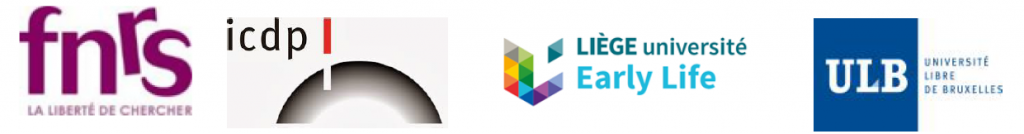 fnrs
LA LIBERTÉ DE CHERCHER
icdp
LIÈGE université
Early Life
ULB
UNIVERSITÉ
LIBRE
DE BRUXELLES